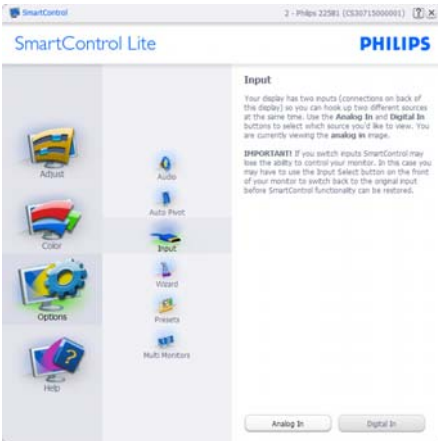 SmartControl
2 - Philips 225B1 (CS30715000001)
SmartControl Lite
PHILIPS
Adjust
Color
Options
Help
Audio
Auto Pivot
Input
Wizard
Presets
Multi Monitors
Input
Your display has two inputs (connections on back of
this display) so you can hook up two different sources
at the same time. Use the Analog In and Digital In
buttons to select which source you'd like to view. You
are currently viewing the analog in image.
IMPORTANT! If you switch inputs SmartControl may
lose the ability to control your monitor. In this case you
may have to use the Input Select button on the front
of your monitor to switch back to the original input
before SmartControl functionality can be restored.
Analog In
Digital In